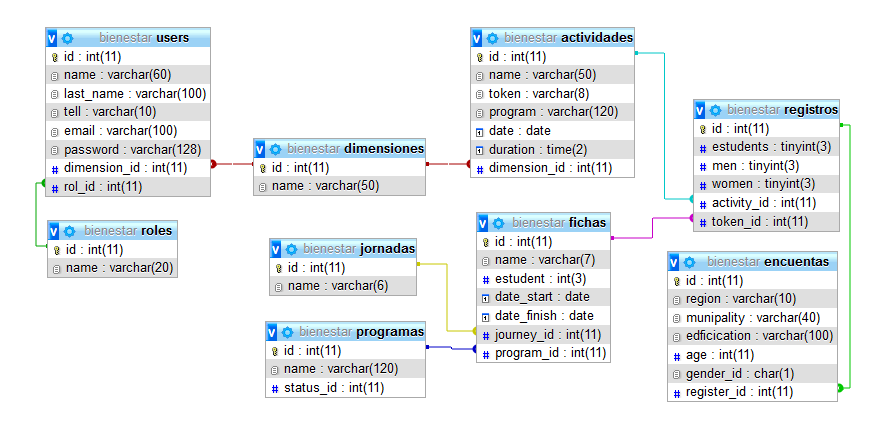 bienestar users
id : int(11)
name : varchar(60)
last_name : varchar(100)
tell : varchar(10)
email : varchar(100)
password : varchar(128)
dimension_id : int(11)
rol_id : int(11)
bienestar roles
id : int(11)
name : varchar(20)
bienestar dimensiones
id : int(11)
name : varchar(50)
bienestar jornadas
id : int(11)
name : varchar(6)
bienestar programas
id : int(11)
name : varchar(120)
status_id : int(11)
bienestar actividades
id : int(11)
name : varchar(50)
token : varchar(8)
program : varchar(120)
date : date
duration : time(2)
dimension_id : int(11)
bienestar fichas
id : int(11)
name : varchar(7)
estudent : int(3)
date_start : date
date_finish : date
journey_id : int(11)
program_id : int(11)
bienestar registros
id : int(11)
estudents : tinyint(3)
men : tinyint(3)
women : tinyint(3)
activity_id : int(11)
token_id : int(11)
bienestar encuentas
id : int(11)
region : varchar(10)
munipality : varchar(40)
edficication : varchar(100)
age : int(11)
gender_id : char(1)
register_id : int(11)